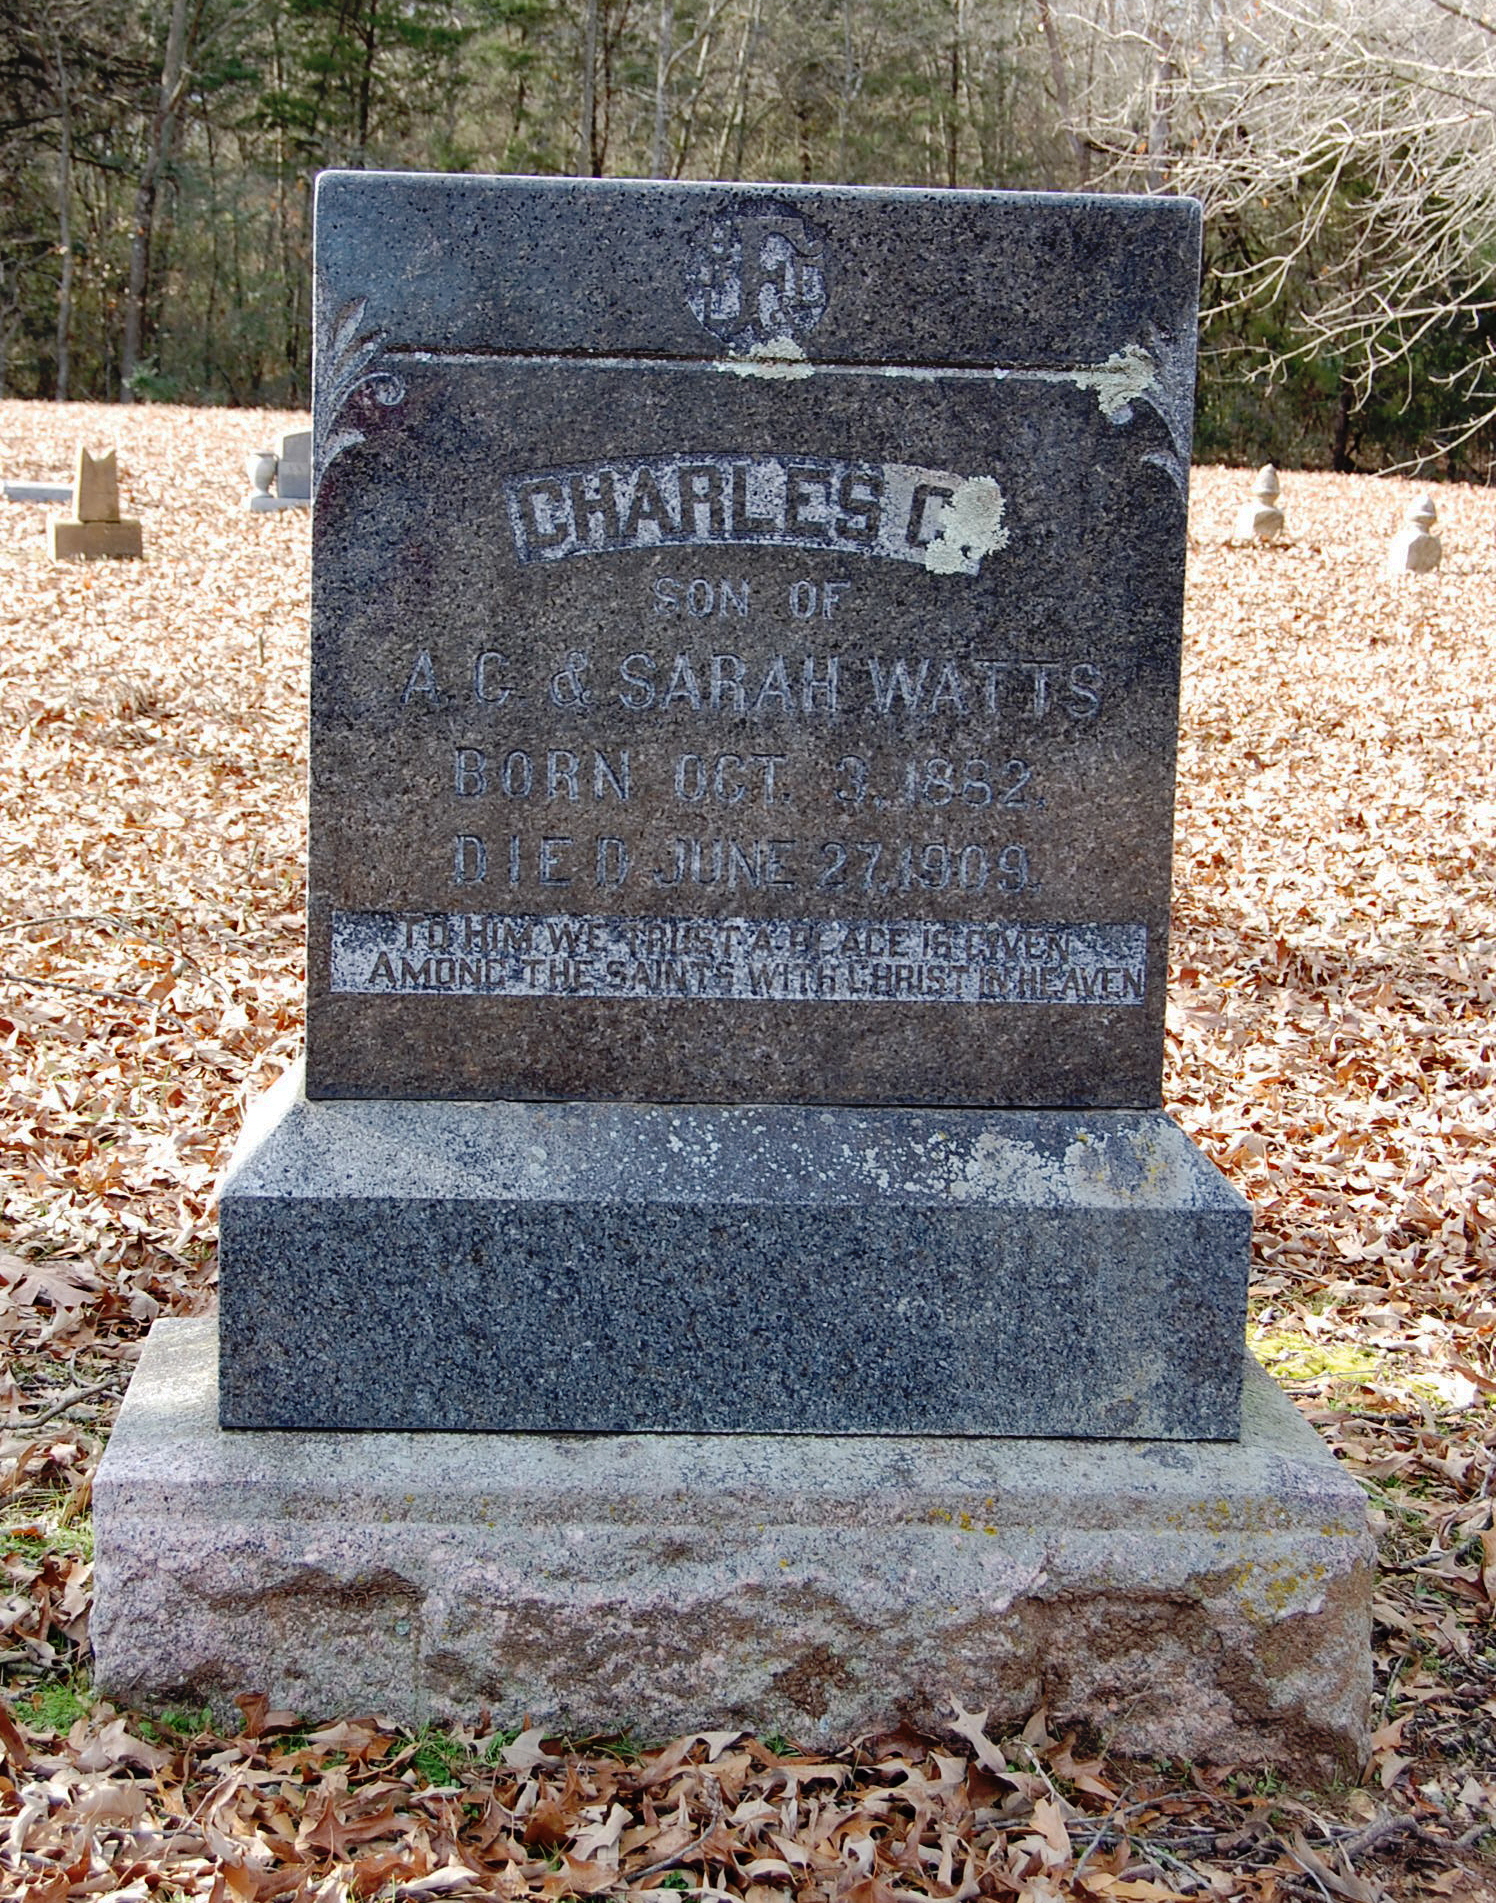 CHARLES C.
SON OF
A. C. & SARAH WATTS
BORN OCT. 3, 1882.
DIED JUNE 27, 1909.
TO HIM WE TRUST A PLACE IS GIVEN
AMONG THE SAINTS WITH CHRIST IN HEAVEN